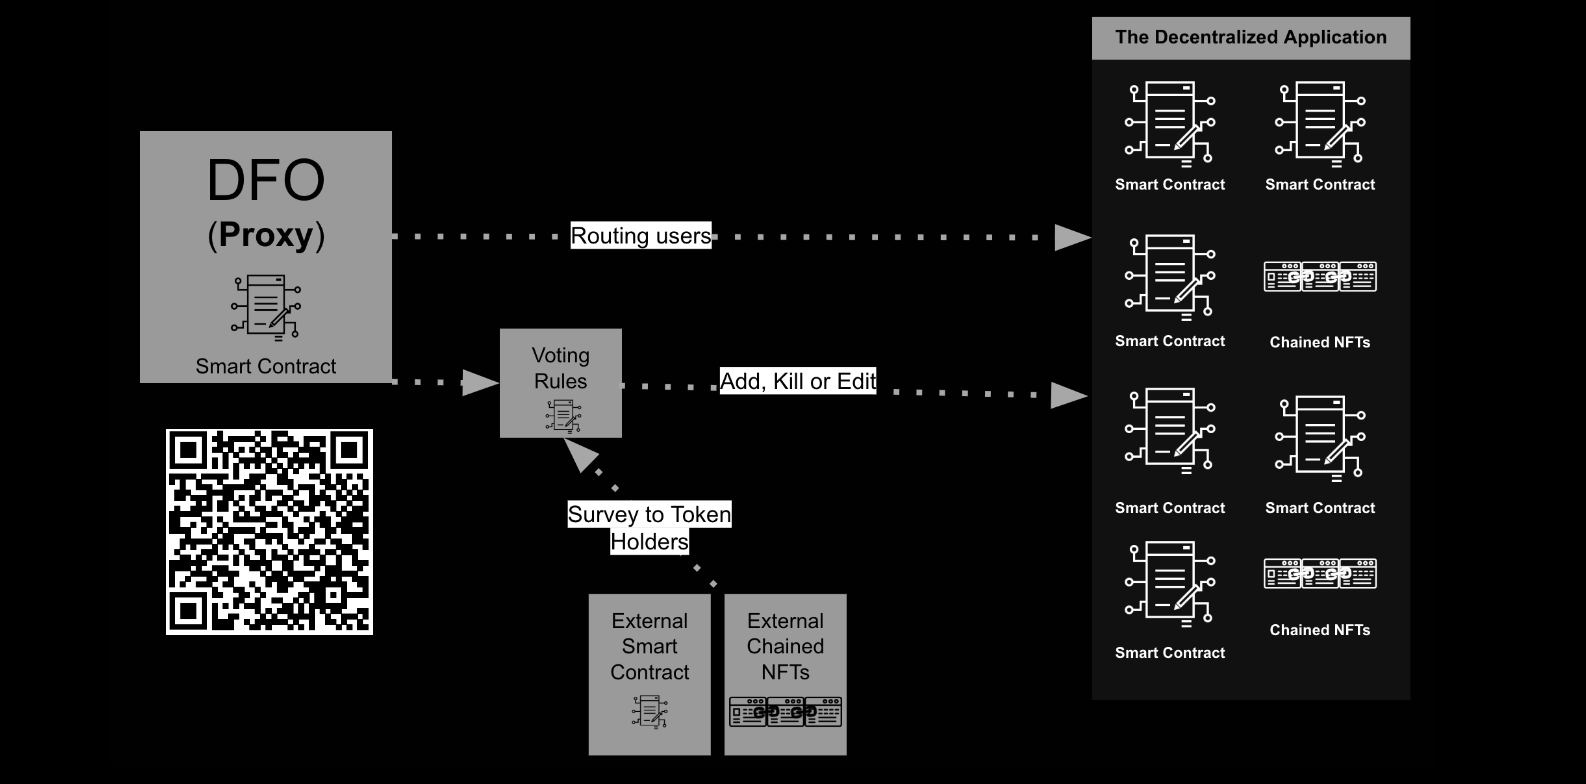 The Decentralized Application
DFO
(Proxy)
Smart Contract
Routing users
Voting
Rules
Add, Kill or Edit
Survey to Token
Holders
External
Smart
Contract
External
Chained
NFTs
Smart Contract
Smart Contract
Smart Contract
Chained NFTs
Smart Contract
Smart Contract
Smart Contract
Chained NFTs